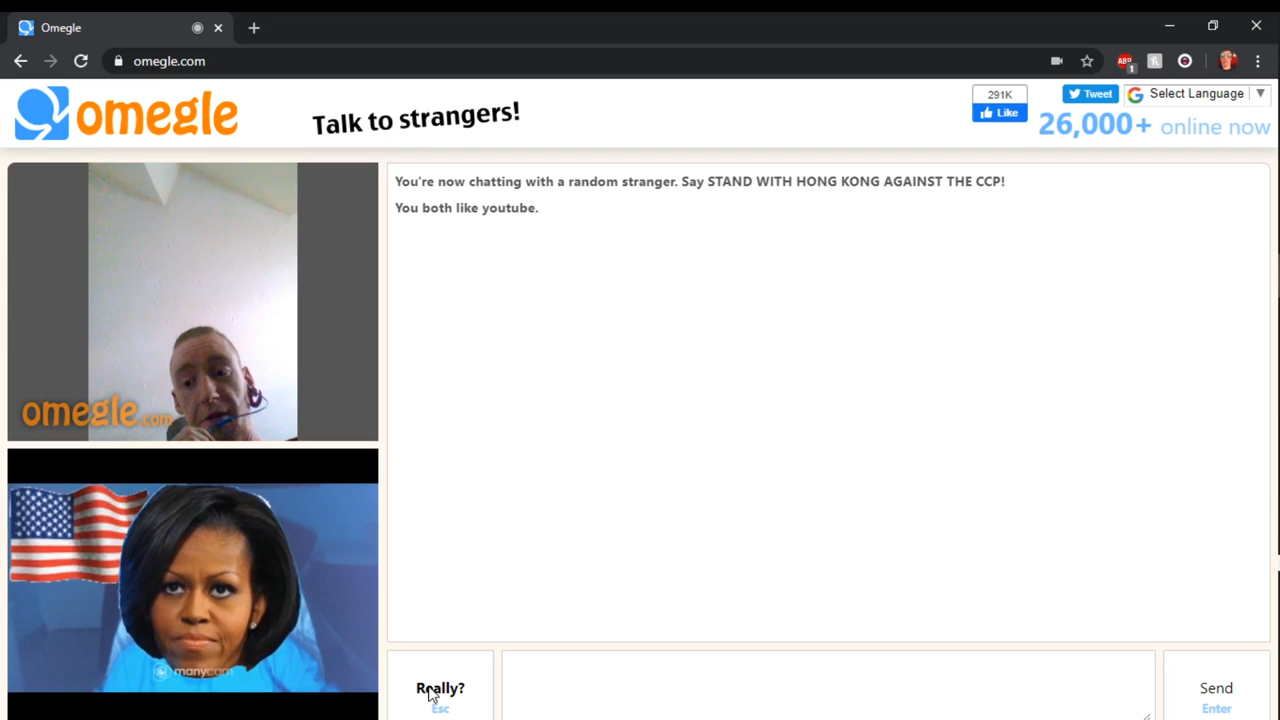 Omegle
omegle.com
ABP
1
omegle
Talk to strangers!
291K
Like
Tweet
G Select Language ▼
26,000+ online now
You're now chatting with a random stranger. Say STAND WITH HONG KONG AGAINST THE CCP!
You both like youtube.
omegle.com
manycam
Really?
Esc
Send
Enter